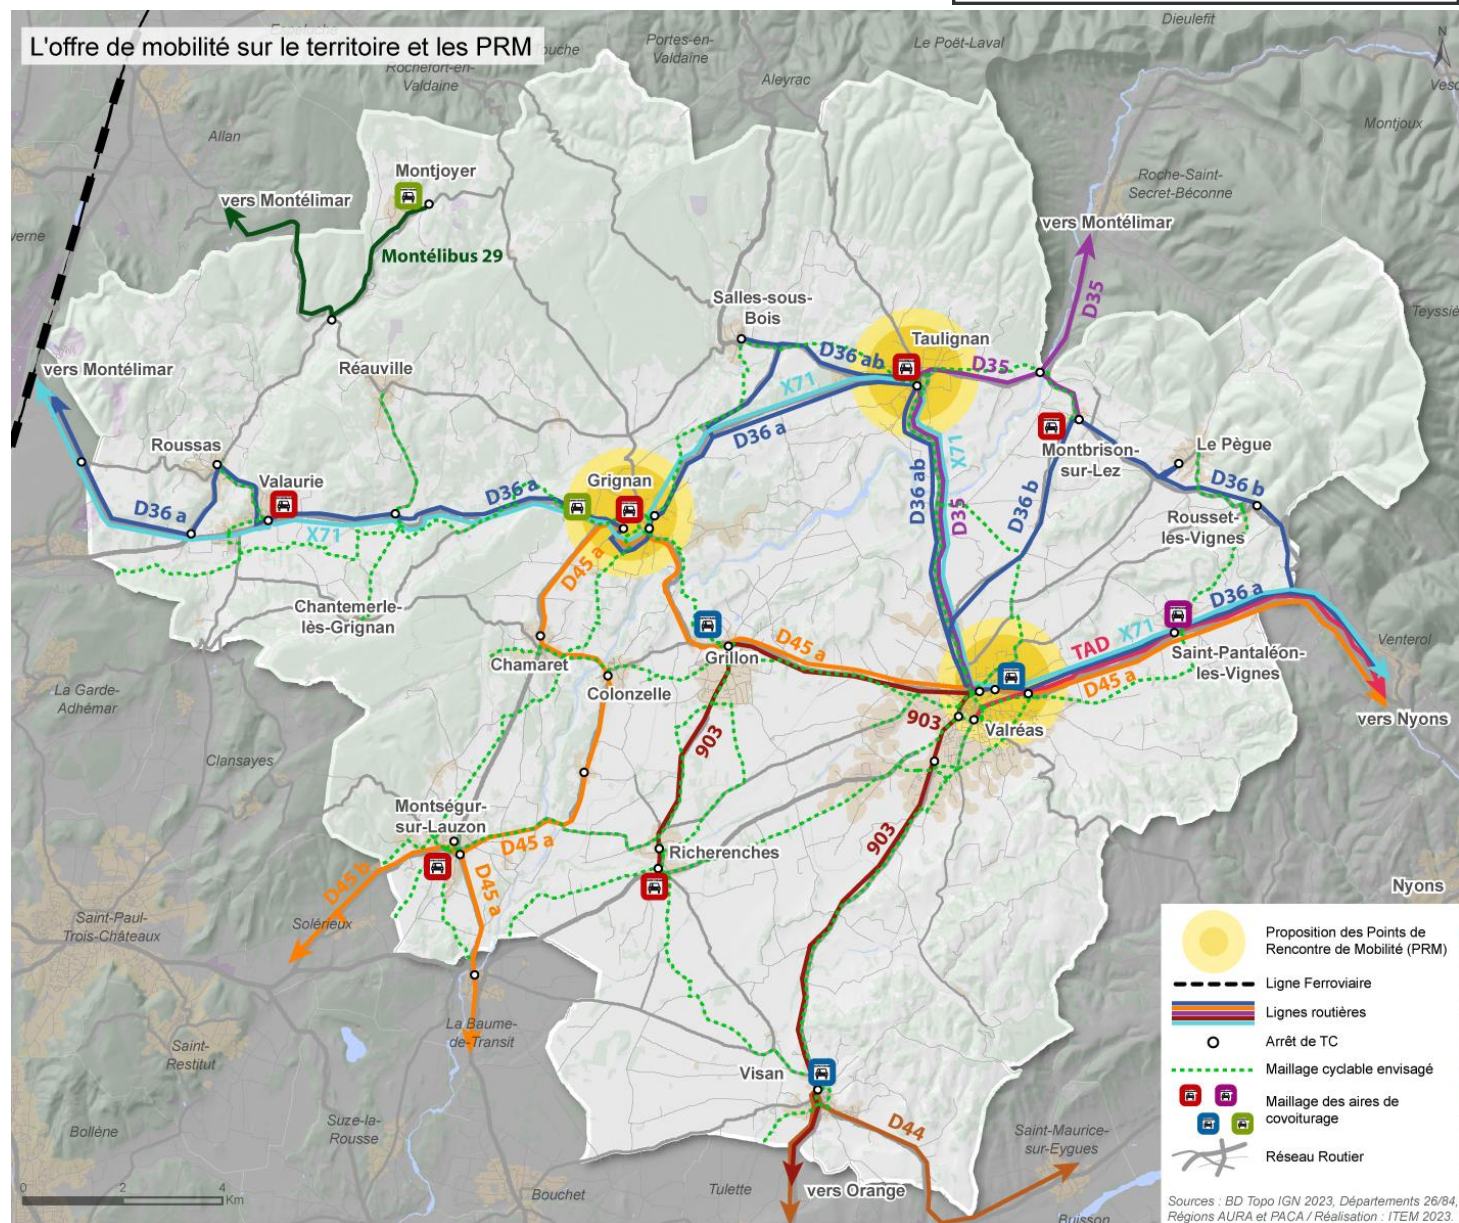 L'offre de mobilité sur le territoire et les PRM
Dieulefit
Portes-en-
Valdaine
Le Poët-Laval
N
Rochefort-en-
Valdaine
Aleyrac
Montjoux
Allan
Montjoyer
Roche-Saint-
Secret-Béconne
vers Montélimar
vers Montélimar
Montélibus 29
D35
Salles-sous-
Bois
Taulignan
D36 ab
D35
vers Montélimar
Réauville
X71
D36 a
Roussas
Valaurie
Grignan
X71
Montbrison-
sur-Lez
Le Pègue
D36 a
D36 a
D36 ab
D35
D36 b
D36 b
X71
Rousset-
les-Vignes
D45 a
Chantemerle-
lès-Grignan
D36 a
TAD
X71
D45 a
Venterol
Chamaret
Grillon
Saint-Pantaléon-
les-Vignes
Colonzelle
D45 a
La Garde-
Adhémar
903
Valréas
vers Nyons
903
Clansayes
Montségur-
sur-Lauzon
903
D45 a
Richerenches
D45 b
D45 a
Nyons
Saint-Paul-
Trois-Châteaux
Solérieux
La Baume-
de-Transit
Saint-
Restitut
Visan
Suze-la-
Rousse
D44
Saint-Maurice-
sur-Eygues
Bollène
Bouchet
Tulette
vers Orange
Buisson
0 2 4 Km
Proposition des Points de
Rencontre de Mobilité (PRM)
Ligne Ferroviaire
Lignes routières
Arrêt de TC
Maillage cyclable envisagé
Maillage des aires de
covoiturage
Réseau Routier
Sources : BD Topo IGN 2023, Départements 26/84,
Régions AURA et PACA / Réalisation : ITEM 2023.